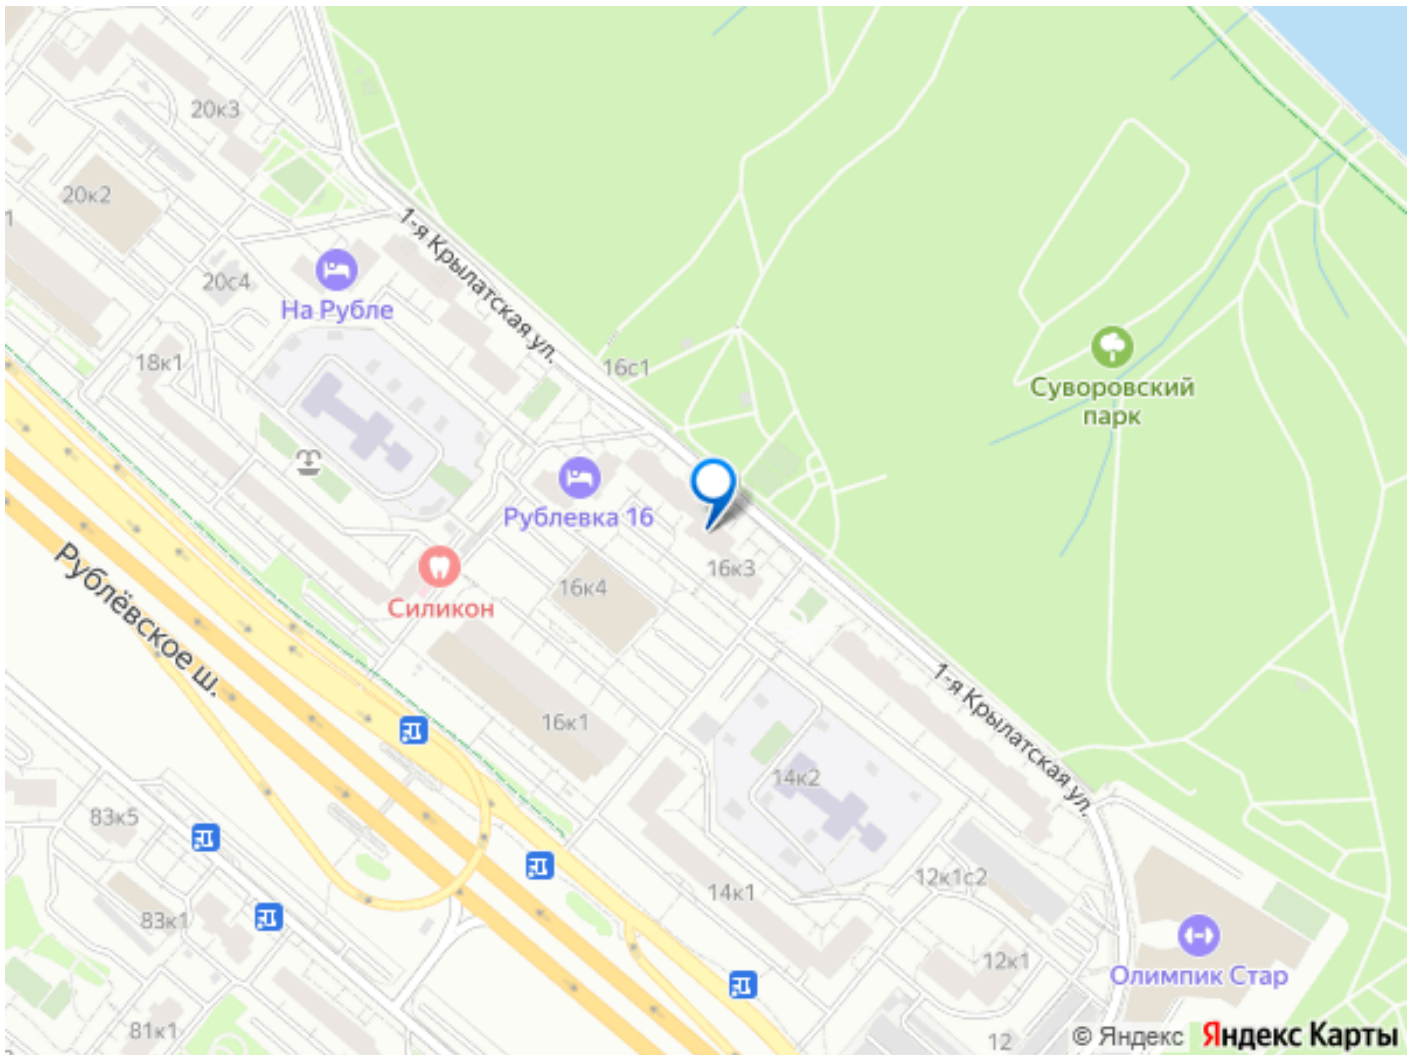 20к3
20к2
1
1-я Крылатская ул.
20с4
На Рубле
18к1
16с1
Суворовский
парк
Рублевка 16
16к3
Силикон
16к4
Рублёвское ш.
16к1
1-я Крылатская ул.
14к2
83к5
14к1
12к1с2
83к1
12к1
Олимпик Стар
81к1
12
© Яндекс Яндекс Карты